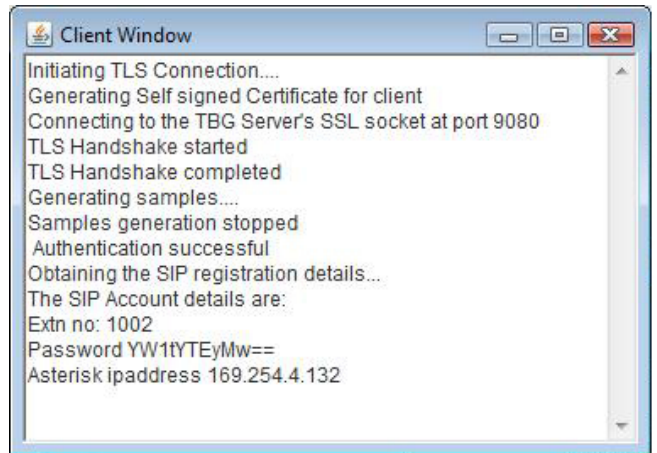 Client Window
Initiating TLS Connection....
Generating Self signed Certificate for client
Connecting to the TBG Server's SSL socket at port 9080
TLS Handshake started
TLS Handshake completed
Generating samples....
Samples generation stopped
Authentication successful
Obtaining the SIP registration details...
The SIP Account details are:
Extn no: 1002
Password YW1tYTEyMw==
Asterisk ipaddress 169.254.4.132